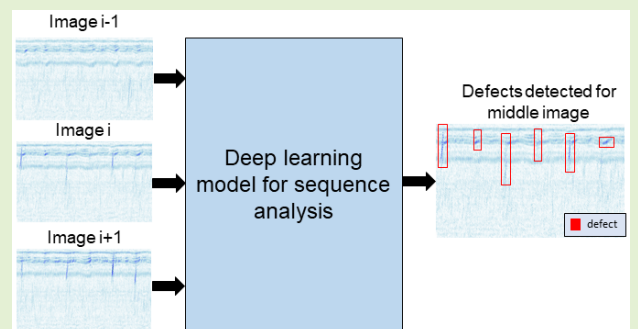 Image i-1
Image i
Image i+1
Deep learning
model for sequence
analysis
Defects detected for
middle image
defect